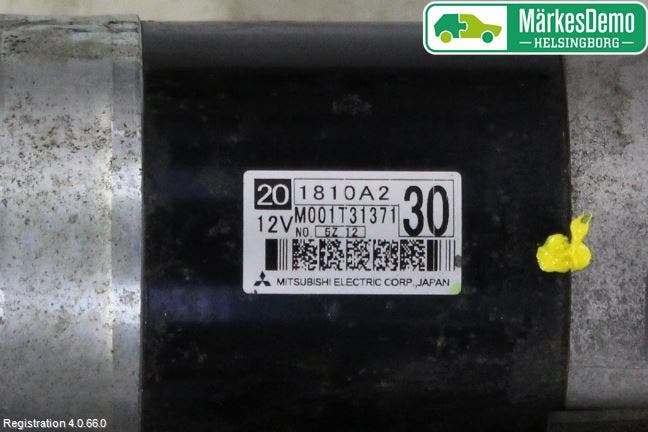 MärkesDemo
HELSINGBORG
20 1810A2
12V M001T31371 30
NO 5Z 12
MITSUBISHI ELECTRIC CORP., JAPAN
Registration 4.0.66.0